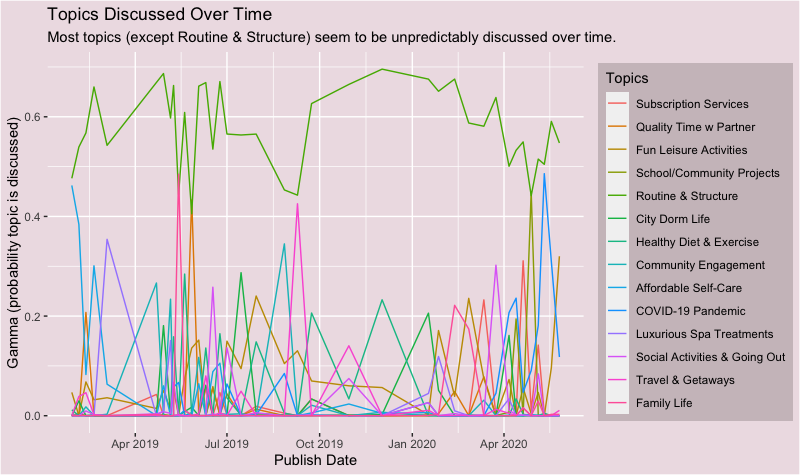 Topics Discussed Over Time
Most topics (except Routine & Structure) seem to be unpredictably discussed over time.
Gamma (probability topic is discussed)
0.6
0.4
0.2
0.0
Apr 2019
Jul 2019
Oct 2019
Jan 2020
Apr 2020
Publish Date
Topics
Subscription Services
Quality Time w Partner
Fun Leisure Activities
School/Community Projects
Routine & Structure
City Dorm Life
Healthy Diet & Exercise
Community Engagement
Affordable Self-Care
COVID-19 Pandemic
Luxurious Spa Treatments
Social Activities & Going Out
Travel & Getaways
Family Life